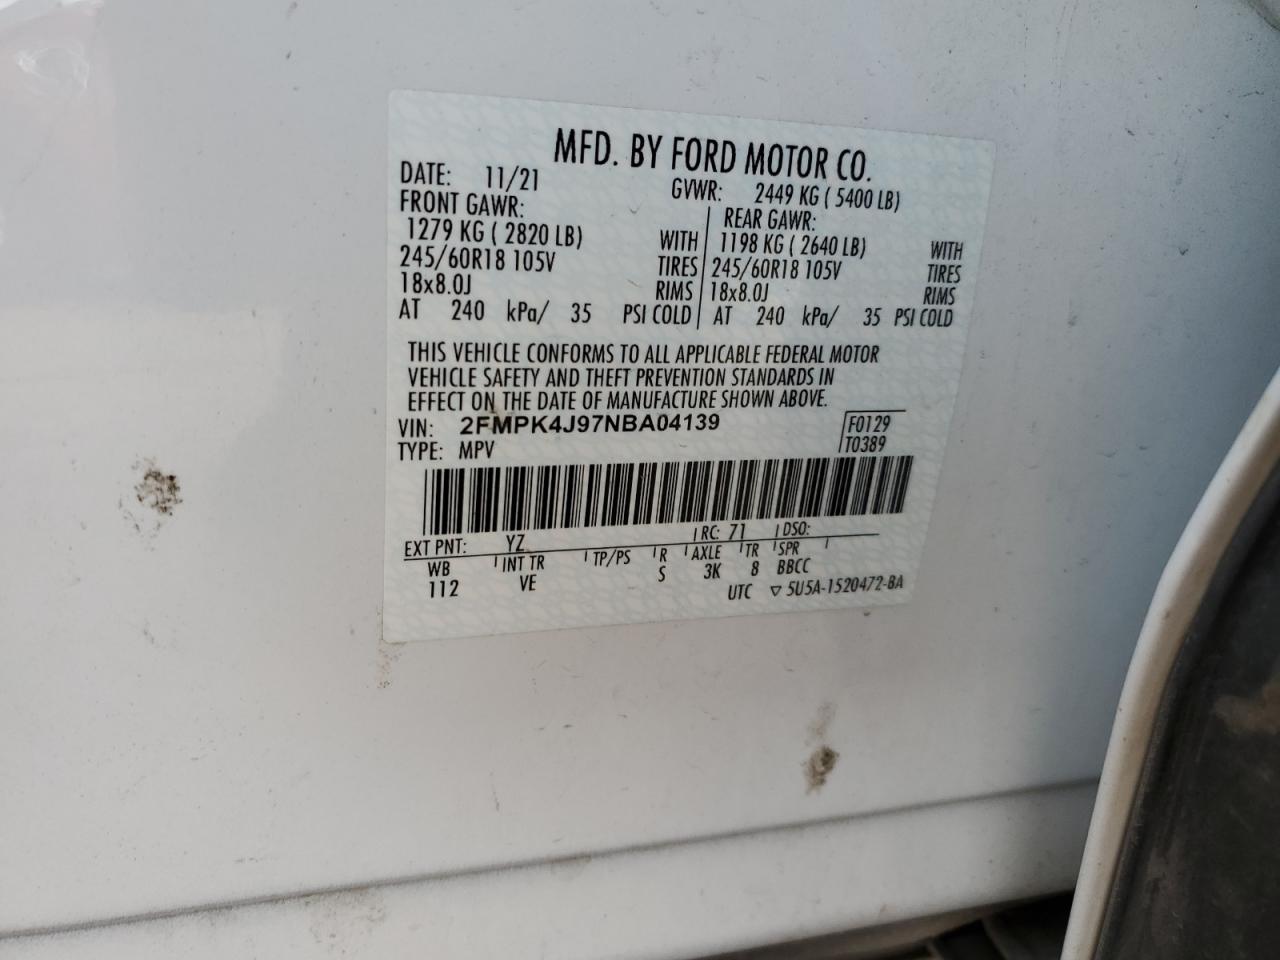 MFD. BY FORD MOTOR CO.
DATE: 11/21 GVWR: 2449 KG ( 5400 LB)
FRONT GAWR: REAR GAWR:
1279 KG ( 2820 LB) WITH 1198 KG ( 2640 LB) WITH
245/60R18 105V TIRES 245/60R18 105V TIRES
18x8.0J RIMS 18x8.0J RIMS
AT 240 kPa/ 35 PSI COLD AT 240 kPa/ 35 PSI COLD
THIS VEHICLE CONFORMS TO ALL APPLICABLE FEDERAL MOTOR
VEHICLE SAFETY AND THEFT PREVENTION STANDARDS IN
EFFECT ON THE DATE OF MANUFACTURE SHOWN ABOVE.
VIN: 2FMPK4J97NBA04139 F0129
TYPE: MPV T0389
EXT PNT: YZ RC: 71 DSO:
WB INT TR TP/PS R AXLE TR SPR
112 VE S 3K 8 BBCC
UTC ▽ 5U5A-1520472-BA